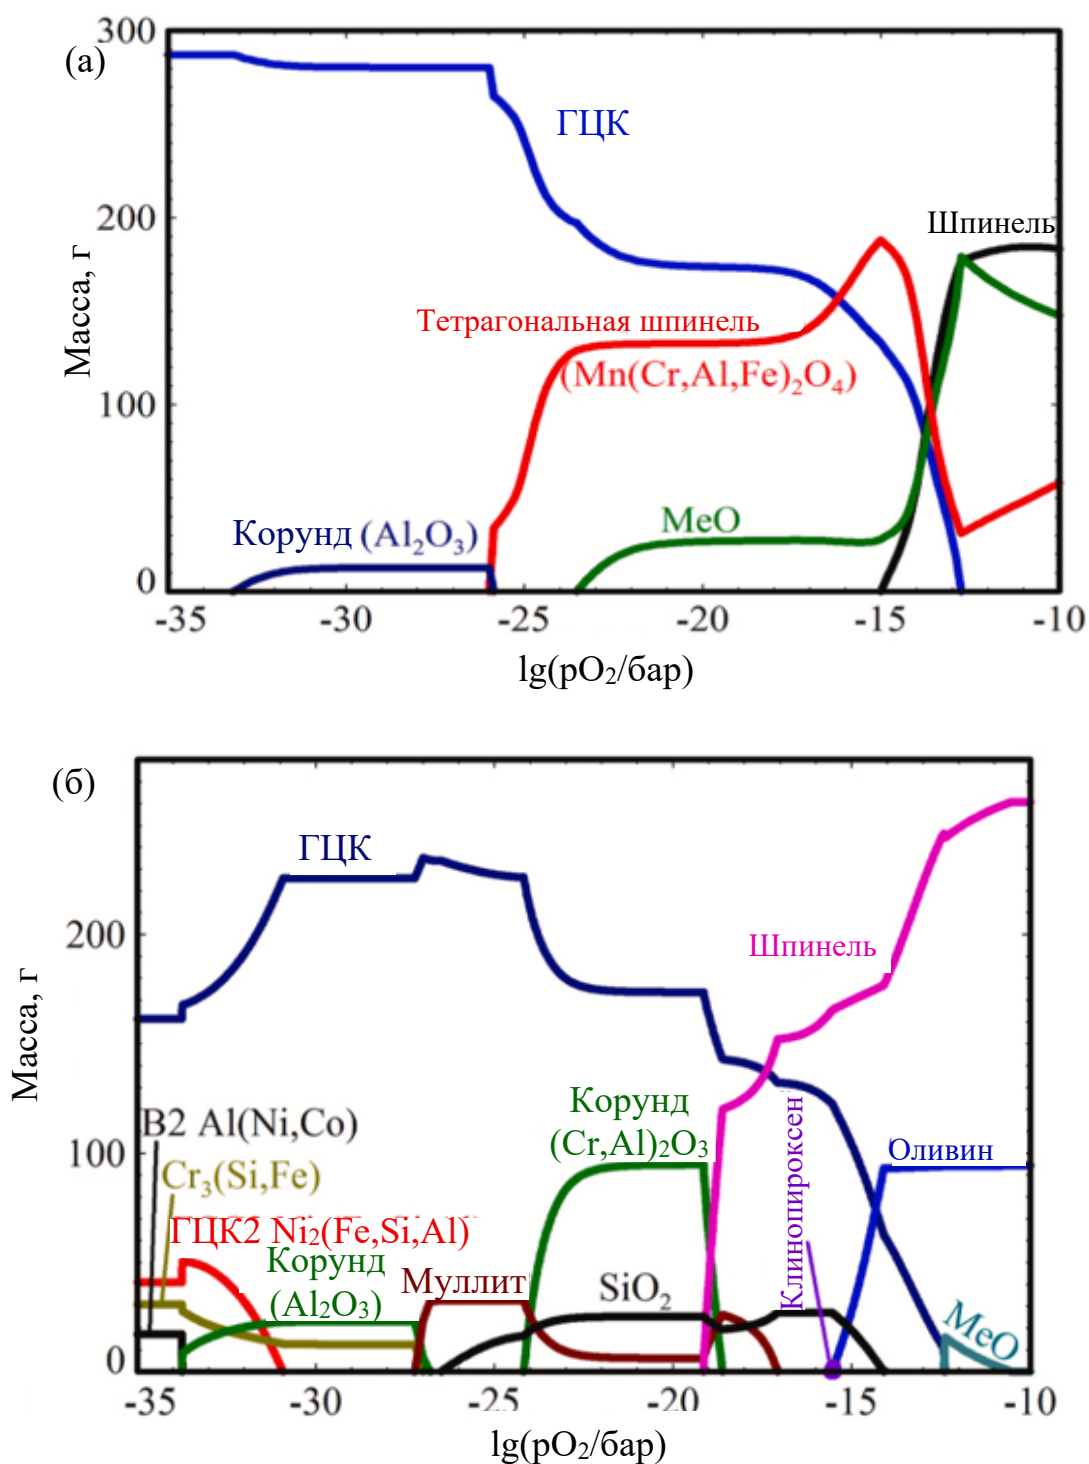 (а)
300
ГЦК
200
Шпинель
Масса, г
Тетрагональная шпинель
(Mn(Cr,Al,Fe)₂O₄)
100
MeO
Корунд (Al₂O₃)
0
-35 -30 -25 -20 -15 -10
lg(pO₂/бар)
(б)
ГЦК
200
Шпинель
Масса, г
Корунд
(Cr,Al)₂O₃
B2 Al(Ni,Co)
100
Клинопироксен
Оливин
Cr₃(Si,Fe)
ГЦК2 Ni₂(Fe,Si,Al)
Корунд
(Al₂O₃)
Муллит
SiO₂
MeO
0
-35 -30 -25 -20 -15 -10
lg(pO₂/бар)